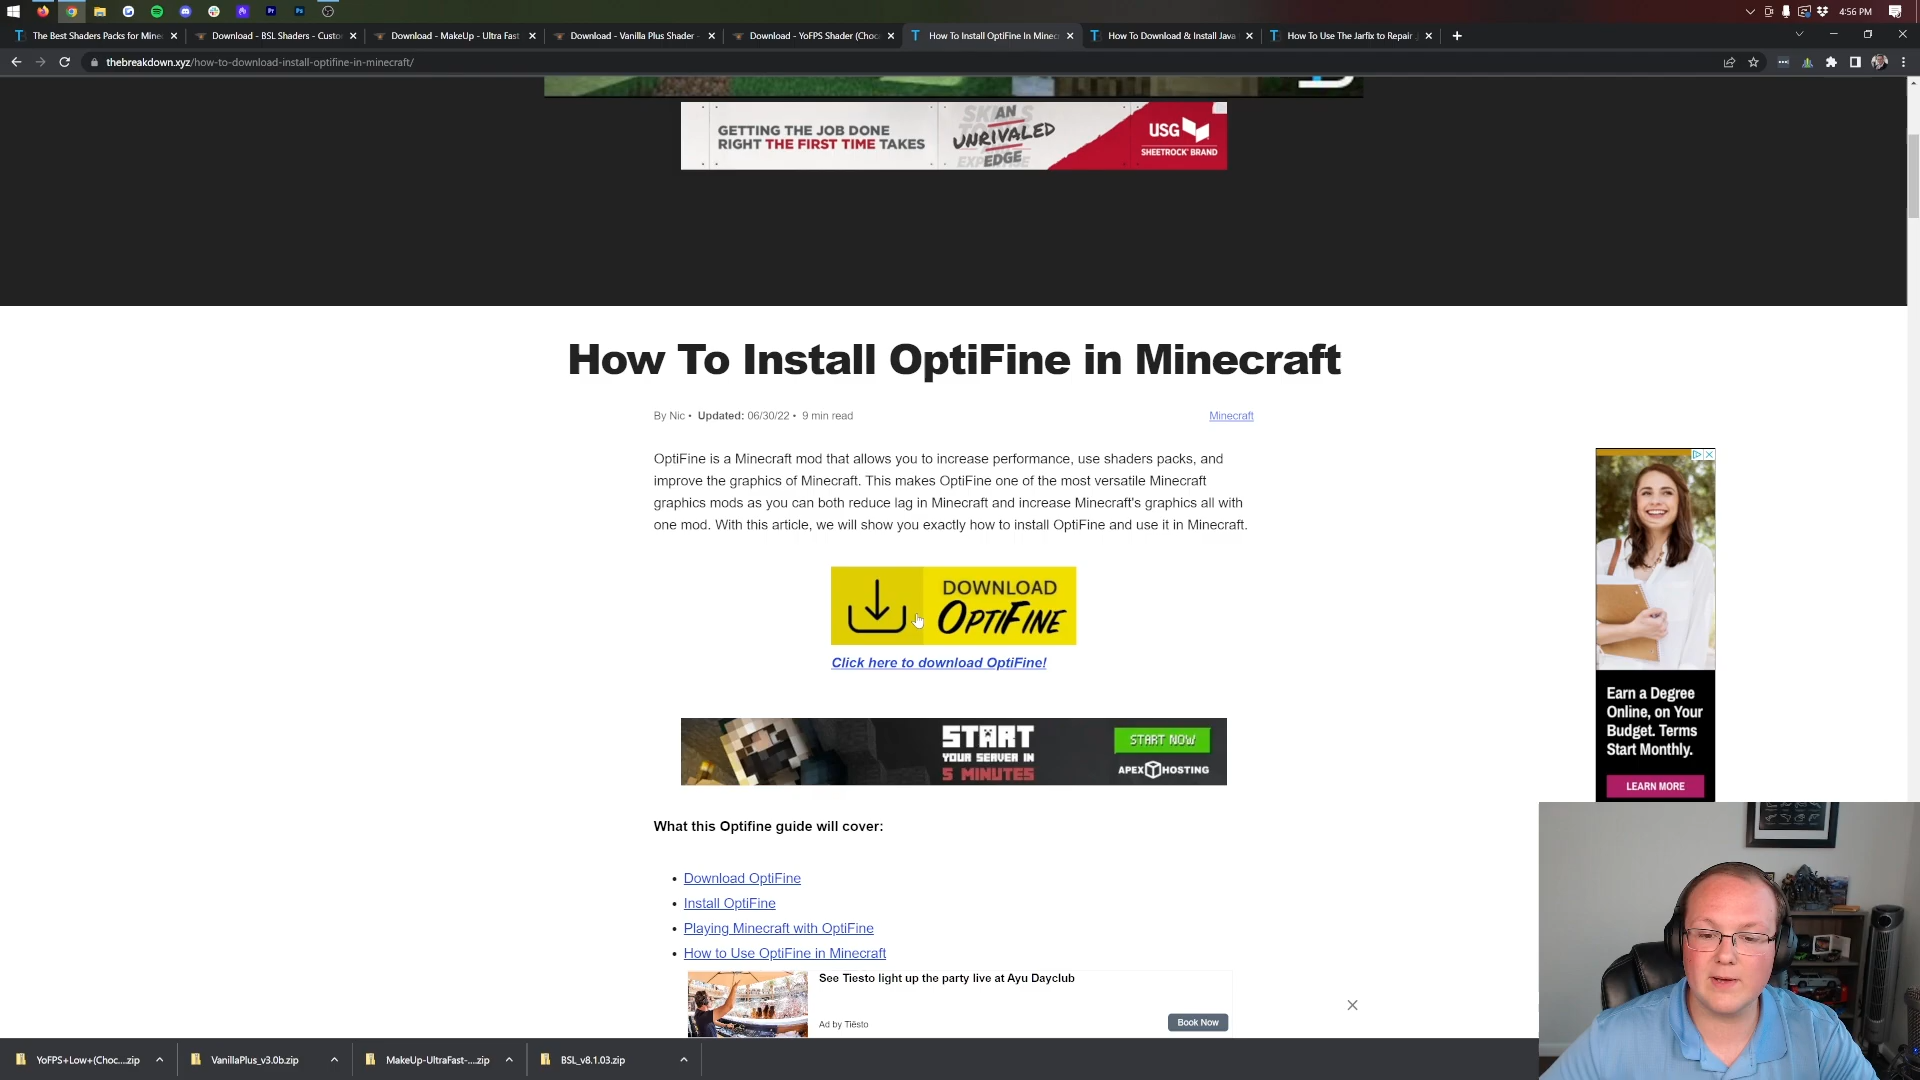 4:56 PM
The Best Shaders Packs for Mine
Download - BSL Shaders - Custo
Download - MakeUp - Ultra Fast
Download - Vanilla Plus Shader -
Download - YoFPS Shader (Choc
How To Install OptiFine In Minec
How To Download & Install Java
How To Use The Jarfix to Repair
thebreakdown.xyz/how-to-download-install-optifine-in-minecraft/
GETTING THE JOB DONE
RIGHT THE FIRST TIME TAKES
AN
UNRIVALED
EDGE
USG
SHEETROCK BRAND
How To Install OptiFine in Minecraft
By Nic • Updated: 06/30/22 • 9 min read
Minecraft
OptiFine is a Minecraft mod that allows you to increase performance, use shaders packs, and
improve the graphics of Minecraft. This makes OptiFine one of the most versatile Minecraft
graphics mods as you can both reduce lag in Minecraft and increase Minecraft's graphics all with
one mod. With this article, we will show you exactly how to install OptiFine and use it in Minecraft.
DOWNLOAD
OPTIFINE
Click here to download OptiFine!
START
YOUR SERVER IN
5 MINUTES
START NOW
APEX HOSTING
Earn a Degree
Online, on Your
Budget. Terms
Start Monthly.
LEARN MORE
What this Optifine guide will cover:
• Download OptiFine
• Install OptiFine
• Playing Minecraft with OptiFine
• How to Use OptiFine in Minecraft
See Tiesto light up the party live at Ayu Dayclub
Ad by Tiësto
Book Now
YoFPS+Low+(Choc....zip
VanillaPlus_v3.0b.zip
MakeUp-UltraFast-....zip
BSL_v8.1.03.zip